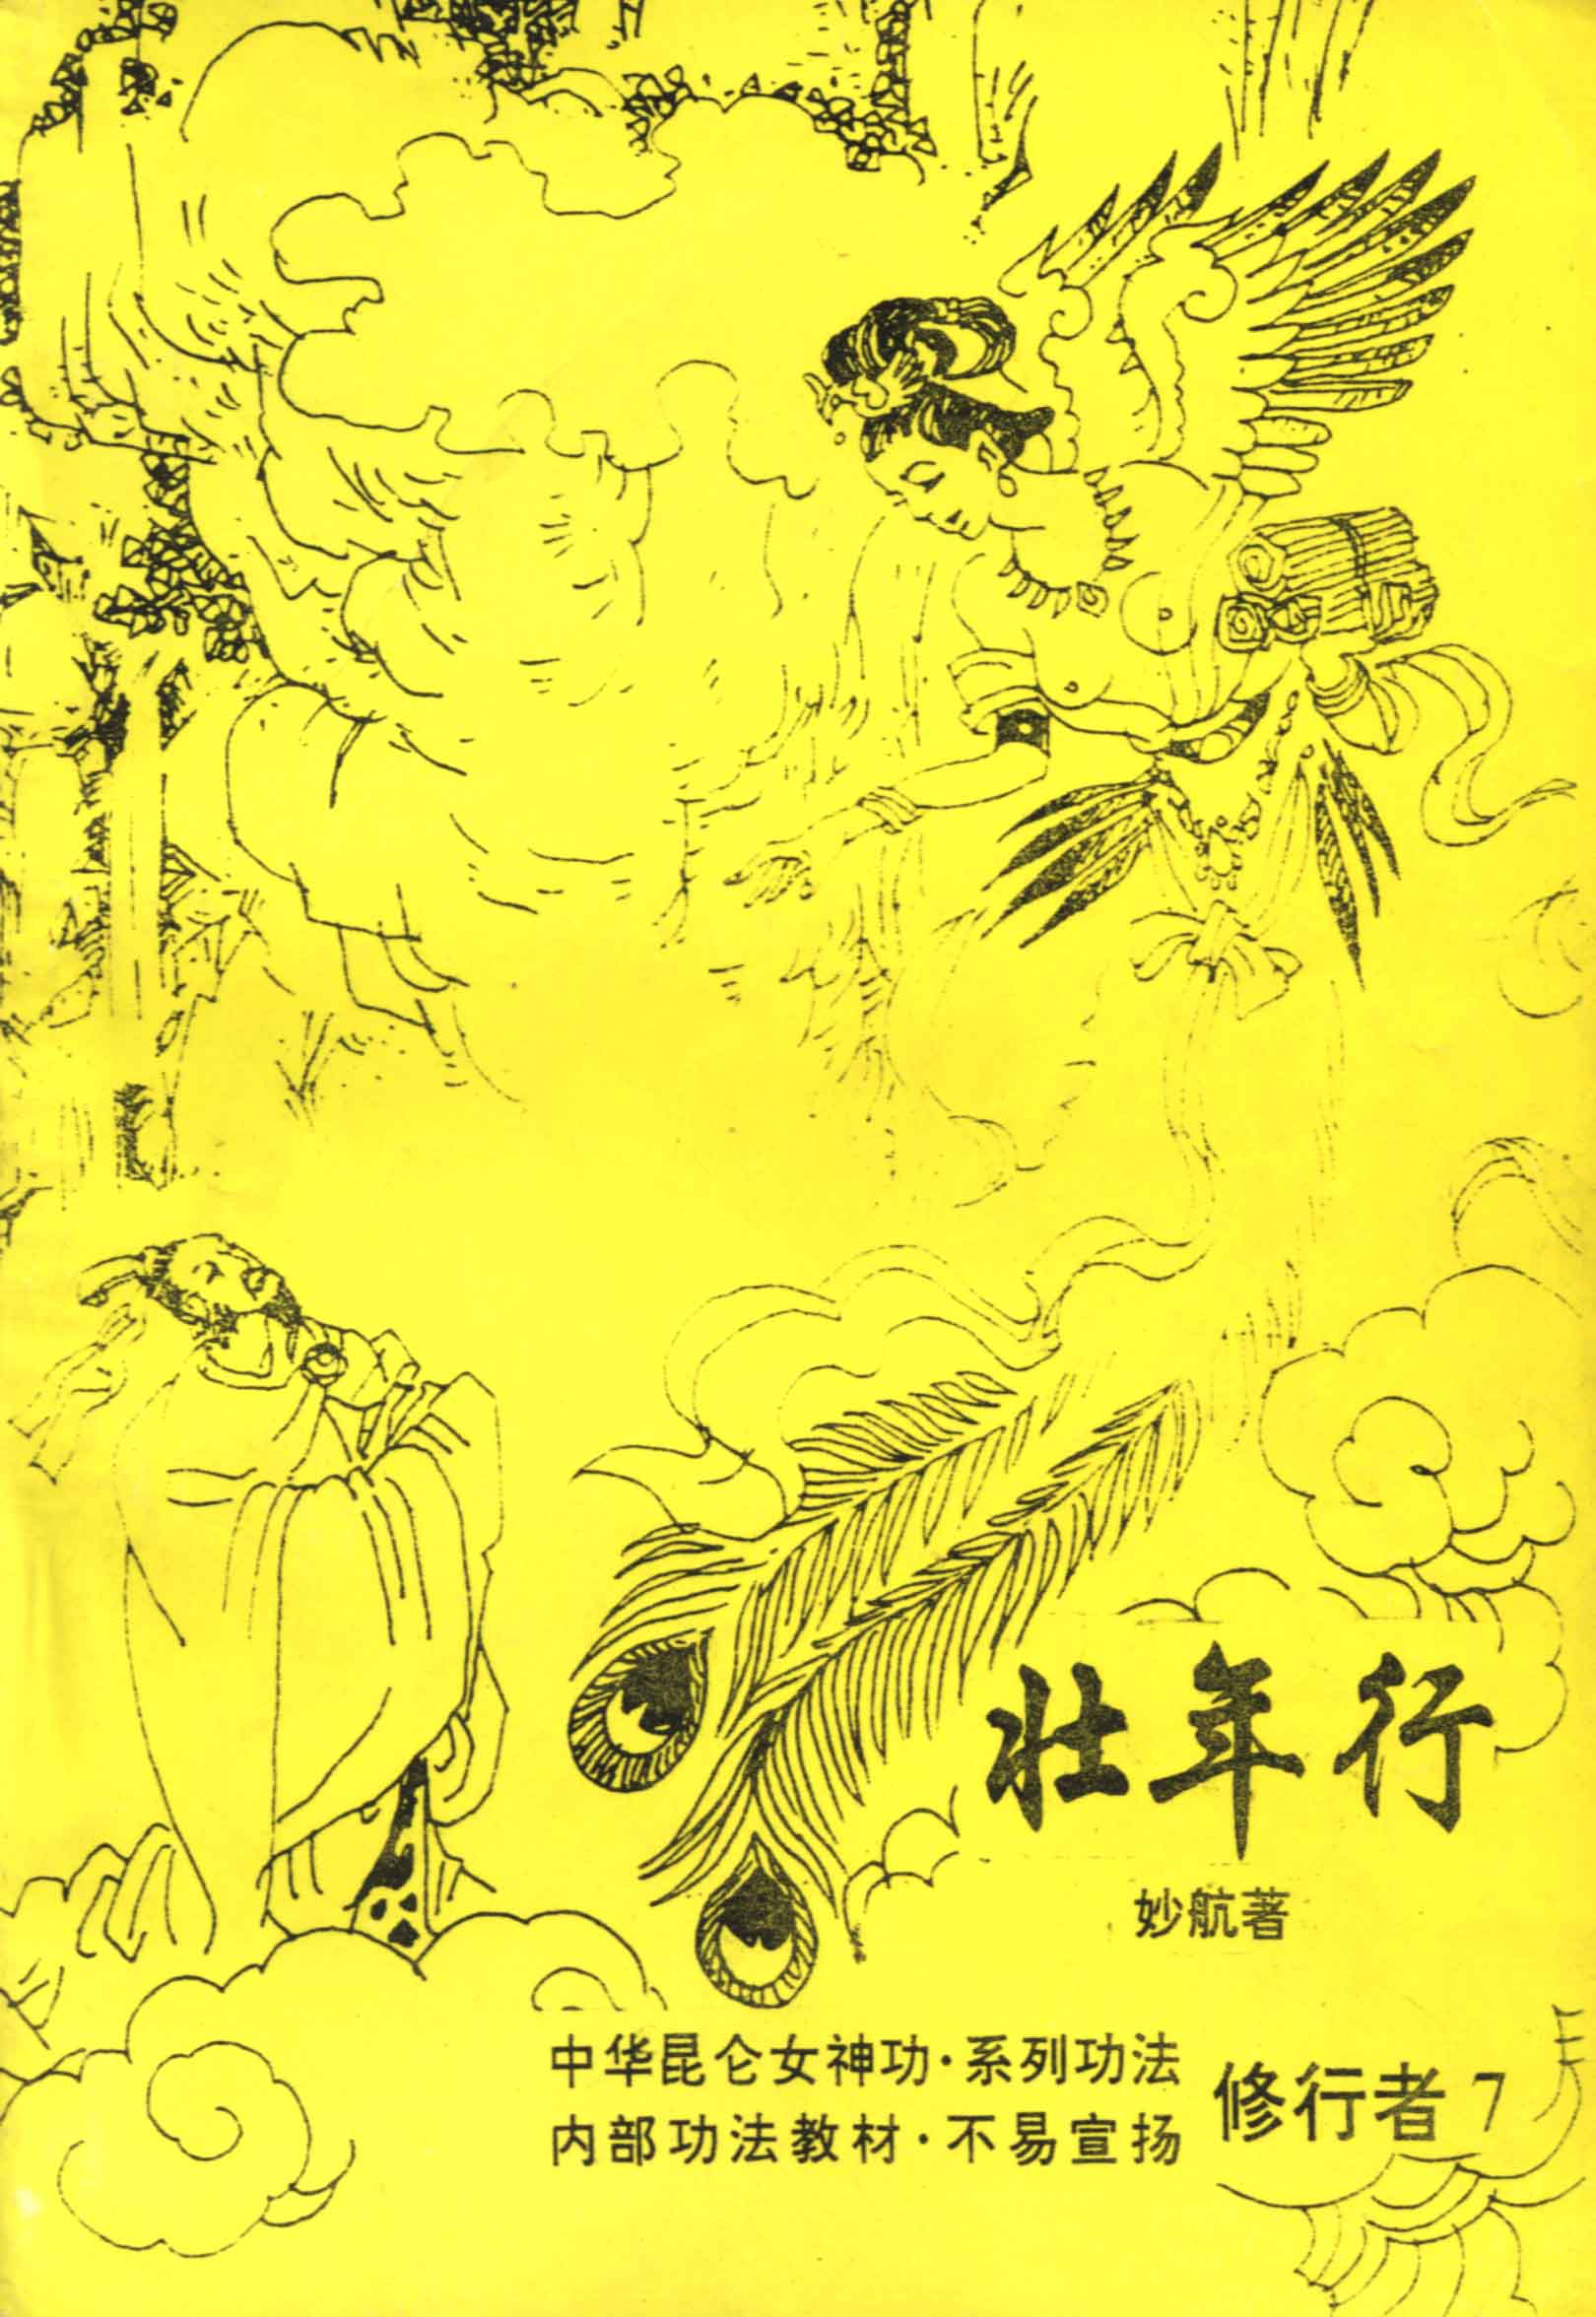 壮年行
妙航著
中华昆仑女神功·系列功法
内部功法教材·不易宣扬
修行者7